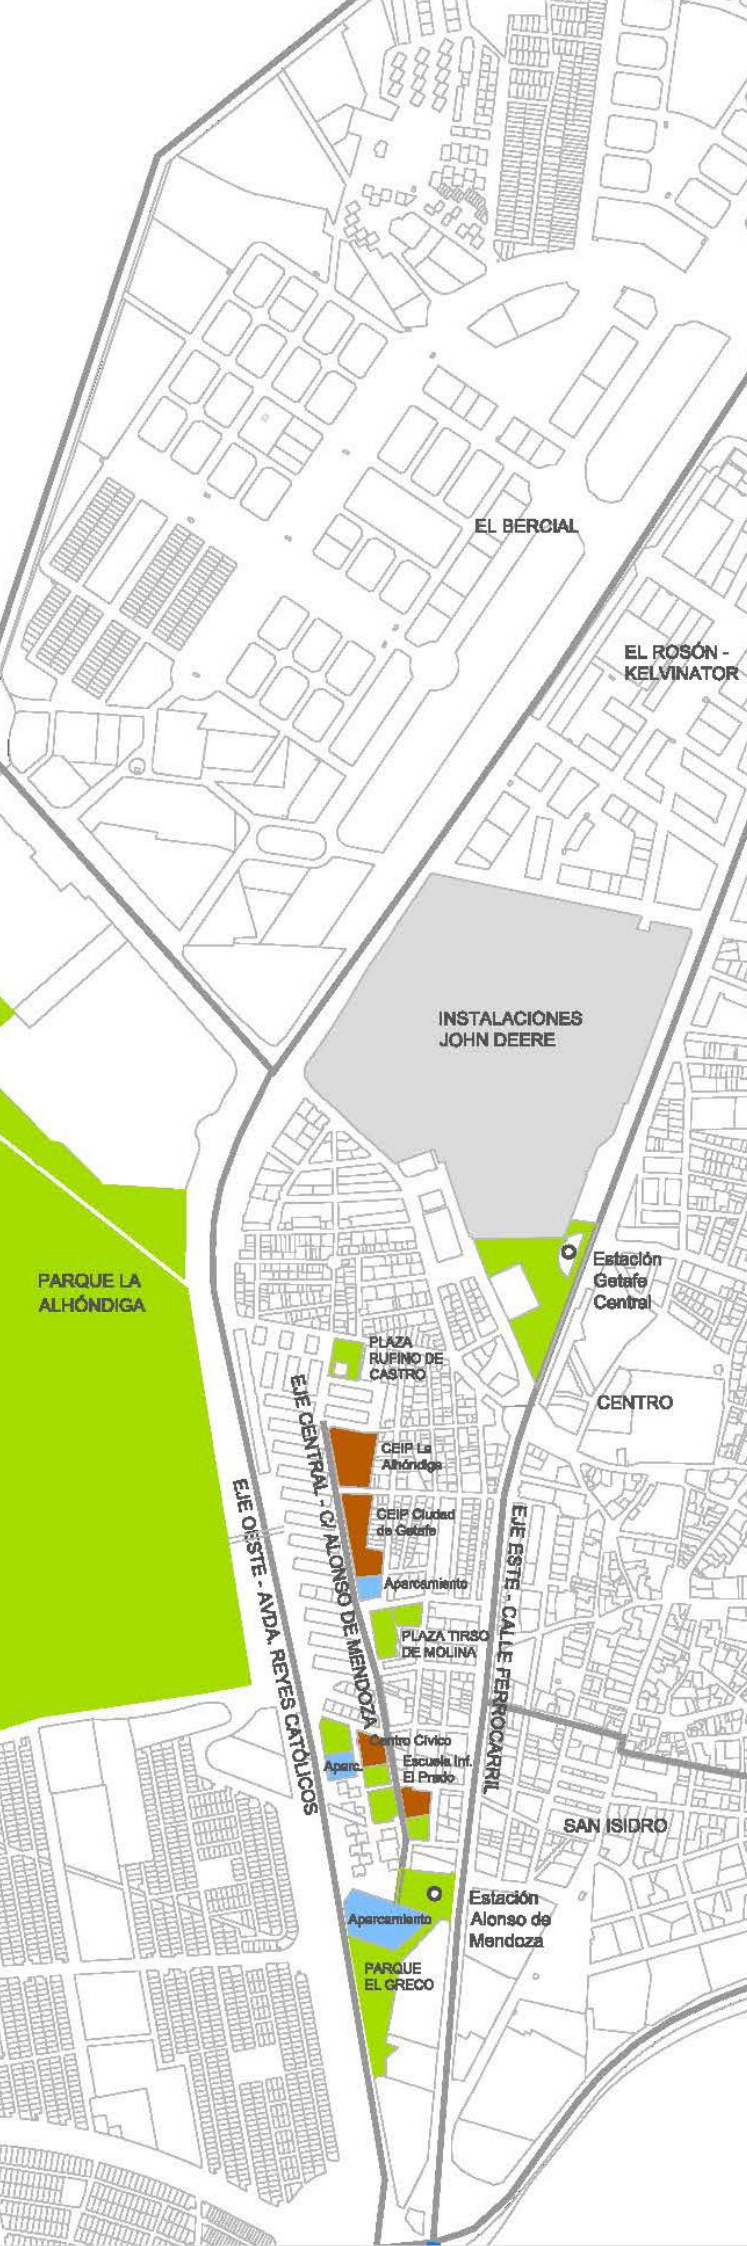 EL BERCIAL
EL ROSÓN -
KELVINATOR
INSTALACIONES
JOHN DEERE
PARQUE LA
ALHÓNDIGA
Estación
Getafe
Central
PLAZA
RUFINO DE
CASTRO
CENTRO
EJE CENTRAL - C/ ALONSO DE MENDOZA
CEIP La
Alhóndiga
EJE OESTE - AVDA. REYES CATÓLICOS
CEIP Ciudad
de Getafe
EJE ESTE - CALLE FERROCARRIL
Aparcamiento
PLAZA TIRSO
DE MOLINA
Centro Cívico
Aparc.
Escuela Inf.
El Prado
SAN ISIDRO
Estación
Alonso de
Mendoza
Aparcamiento
PARQUE
EL GRECO